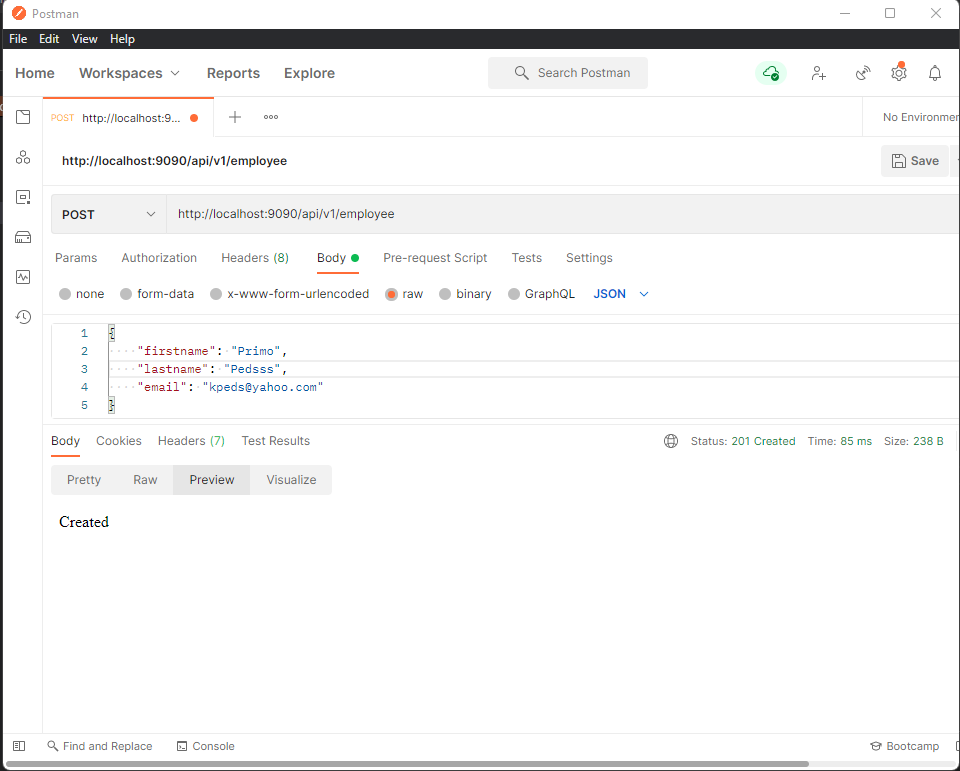 Postman
File Edit View Help
Home Workspaces Reports Explore Search Postman
POST http://localhost:9... No Environmen
http://localhost:9090/api/v1/employee Save
POST http://localhost:9090/api/v1/employee
Params Authorization Headers (8) Body Pre-request Script Tests Settings
none form-data x-www-form-urlencoded raw binary GraphQL JSON
1 {
2 "firstname": "Primo",
3 "lastname": "Pedsss",
4 "email": "kpeds@yahoo.com"
5 }
Body Cookies Headers (7) Test Results Status: 201 Created Time: 85 ms Size: 238 B
Pretty Raw Preview Visualize
Created
Find and Replace Console Bootcamp